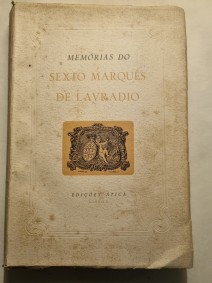 MEMÓRIAS DO
SEXTO MARQUÊS
DE LAVRADIO
EDIÇÕES ÁTICA